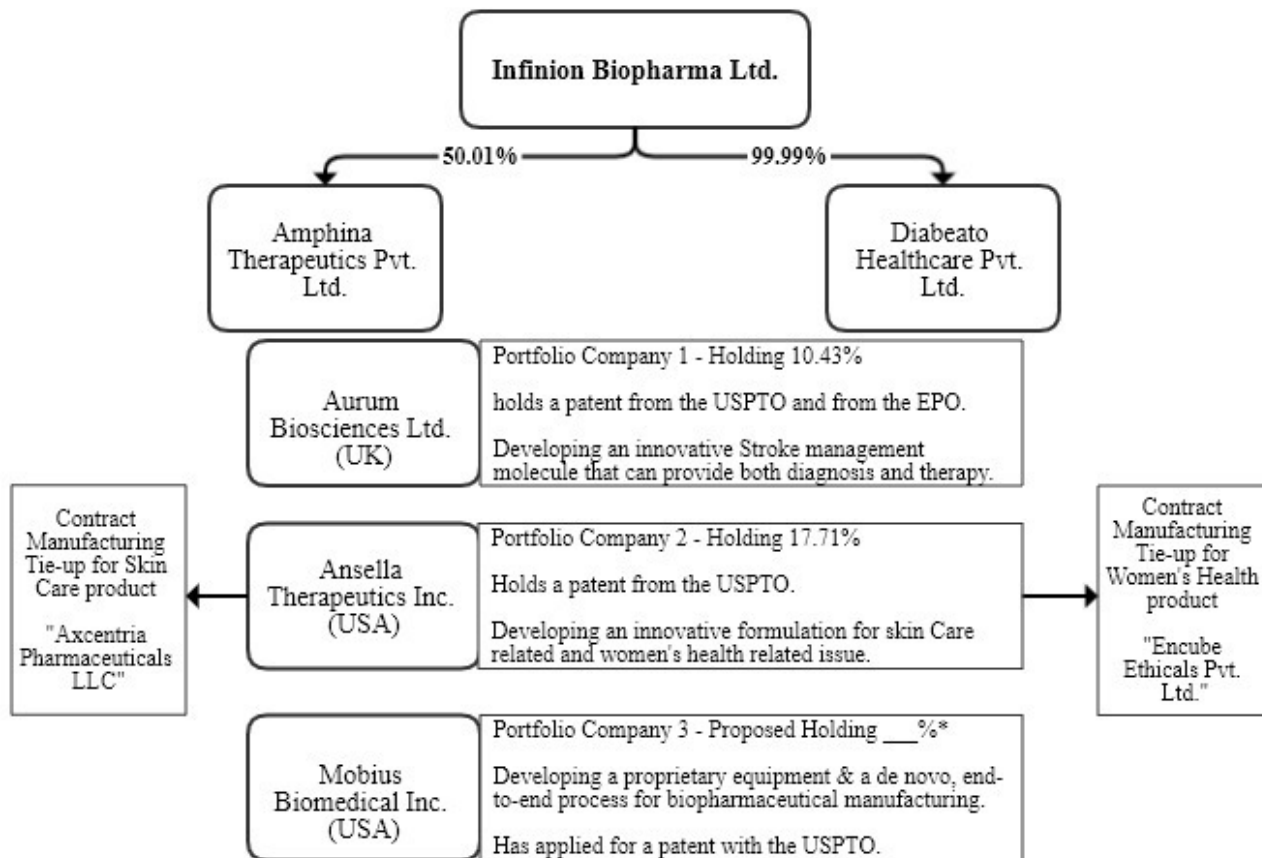 Infinion Biopharma Ltd.
50.01%
99.99%
Amphina
Therapeutics Pvt.
Ltd.
Diabeato
Healthcare Pvt.
Ltd.
Aurum
Biosciences Ltd.
(UK)
Portfolio Company 1 - Holding 10.43%
holds a patent from the USPTO and from the EPO.
Developing an innovative Stroke management
molecule that can provide both diagnosis and therapy.
Contract
Manufacturing
Tie-up for Skin
Care product
"Axcentria
Pharmaceuticals
LLC"
Ansella
Therapeutics Inc.
(USA)
Portfolio Company 2 - Holding 17.71%
Holds a patent from the USPTO.
Developing an innovative formulation for skin Care
related and women's health related issue.
Contract
Manufacturing
Tie-up for
Women's Health
product
"Encube
Ethicals Pvt.
Ltd."
Mobius
Biomedical Inc.
(USA)
Portfolio Company 3 - Proposed Holding ___%*
Developing a proprietary equipment & a de novo, end-
to-end process for biopharmaceutical manufacturing.
Has applied for a patent with the USPTO.